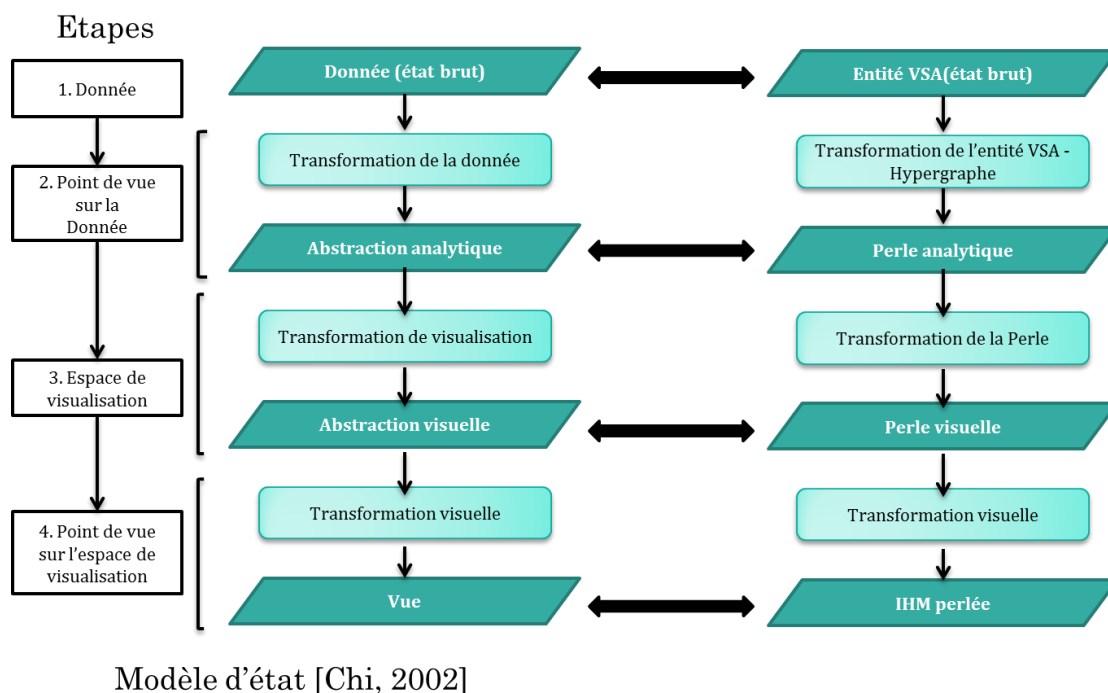 Etapes
1. Donnée
2. Point de vue
sur la
Donnée
3. Espace de
visualisation
4. Point de vue
sur l'espace de
visualisation
Donnée (état brut)
Transformation de la donnée
Abstraction analytique
Transformation de visualisation
Abstraction visuelle
Transformation visuelle
Vue
Entité VSA(état brut)
Transformation de l'entité VSA -
Hypergraphe
Perle analytique
Transformation de la Perle
Perle visuelle
Transformation visuelle
IHM perlée
Modèle d'état [Chi, 2002]